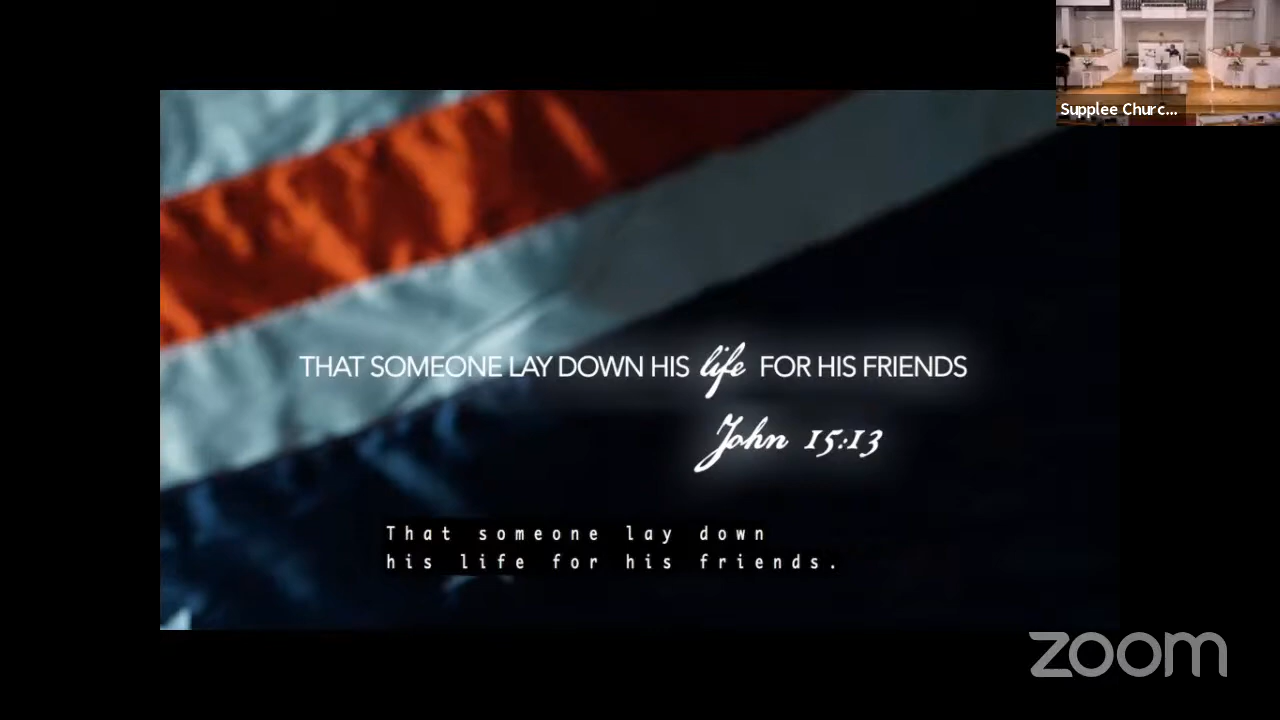 Supplee Churc...
THAT SOMEONE LAY DOWN HIS life FOR HIS FRIENDS
John 15:13
That someone lay down
his life for his friends.
zoom